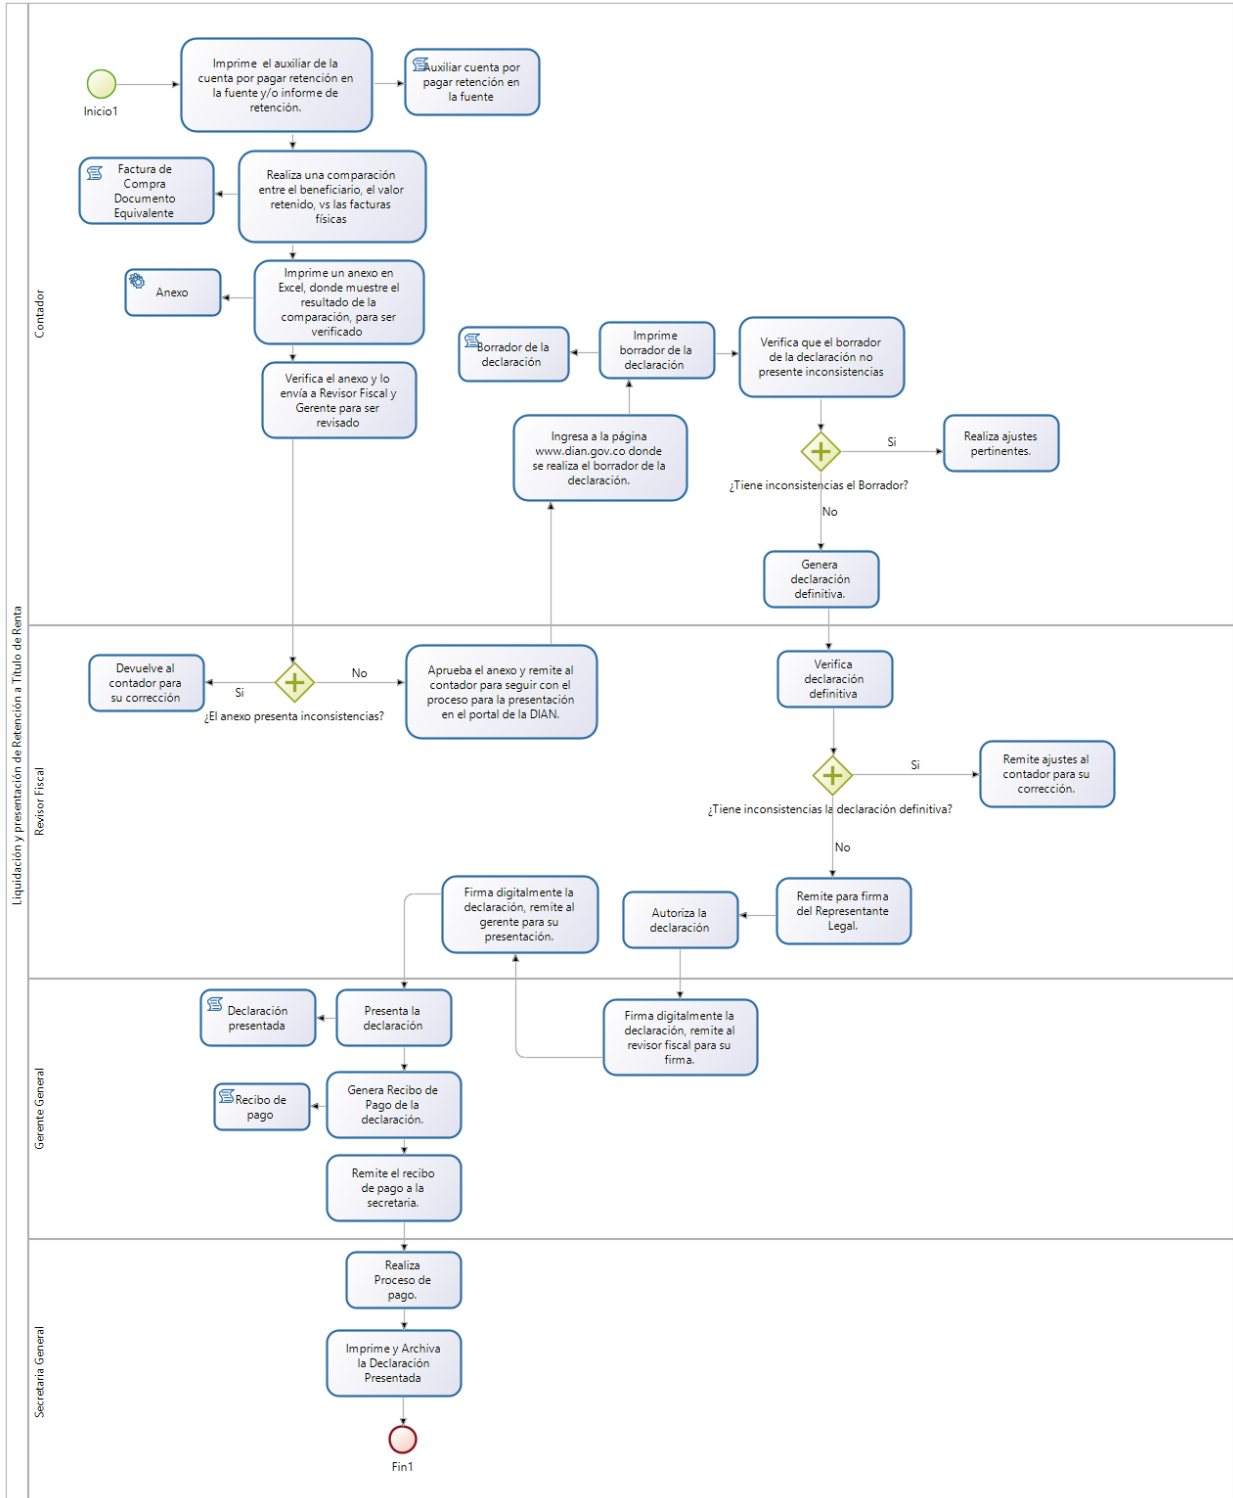 Liquidación y presentación de Retención a Título de Renta
Contador
Inicio1
Imprime el auxiliar de la
cuenta por pagar retención en
la fuente y/o informe de
retención.
Auxiliar cuenta por
pagar retención en
la fuente
Factura de
Compra
Documento
Equivalente
Realiza una comparación
entre el beneficiario, el valor
retenido, vs las facturas
físicas
Anexo
Imprime un anexo en
Excel, donde muestre el
resultado de la
comparación, para ser
verificado
Verifica el anexo y lo
envía a Revisor Fiscal y
Gerente para ser
revisado
Borrador de la
declaración
Imprime
borrador de la
declaración
Verifica que el borrador
de la declaración no
presente inconsistencias
Ingresa a la página
www.dian.gov.co donde
se realiza el borrador de la
declaración.
Si
Realiza ajustes
pertinentes.
¿Tiene inconsistencias el Borrador?
No
Genera
declaración
definitiva.
Revisor Fiscal
Devuelve al
contador para
su corrección
Si
No
¿El anexo presenta inconsistencias?
Aprueba el anexo y remite al
contador para seguir con el
proceso para la presentación
en el portal de la DIAN.
Verifica
declaración
definitiva
Si
Remite ajustes al
contador para su
corrección.
¿Tiene inconsistencias la declaración definitiva?
No
Firma digitalmente la
declaración, remite al
gerente para su
presentación.
Autoriza la
declaración
Remite para firma
del Representante
Legal.
Gerente General
Declaración
presentada
Presenta la
declaración
Firma digitalmente la
declaración, remite al
revisor fiscal para su
firma.
Recibo de
pago
Genera Recibo de
Pago de la
declaración.
Remite el recibo
de pago a la
secretaria.
Secretaria General
Realiza
Proceso de
pago.
Imprime y Archiva
la Declaración
Presentada
Fin1